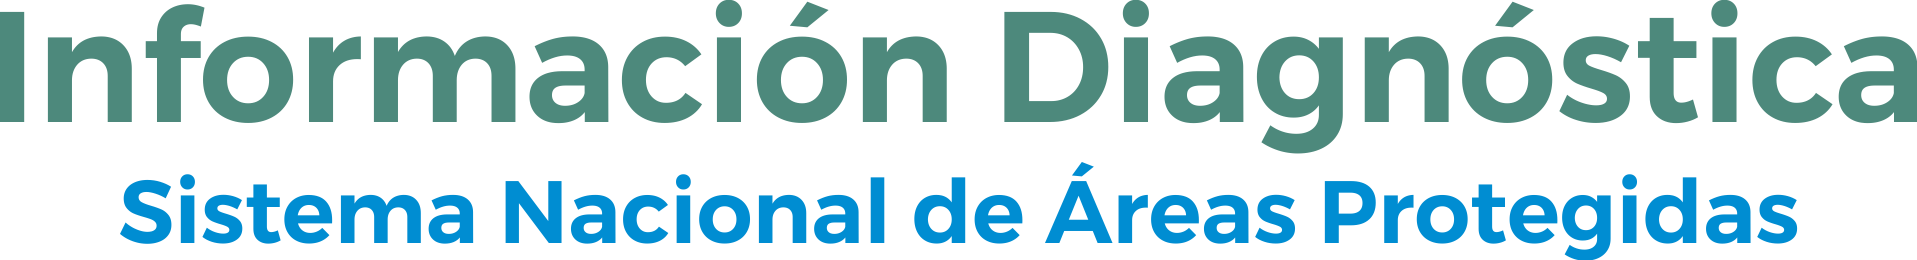 Información Diagnóstica
Sistema Nacional de Áreas Protegidas